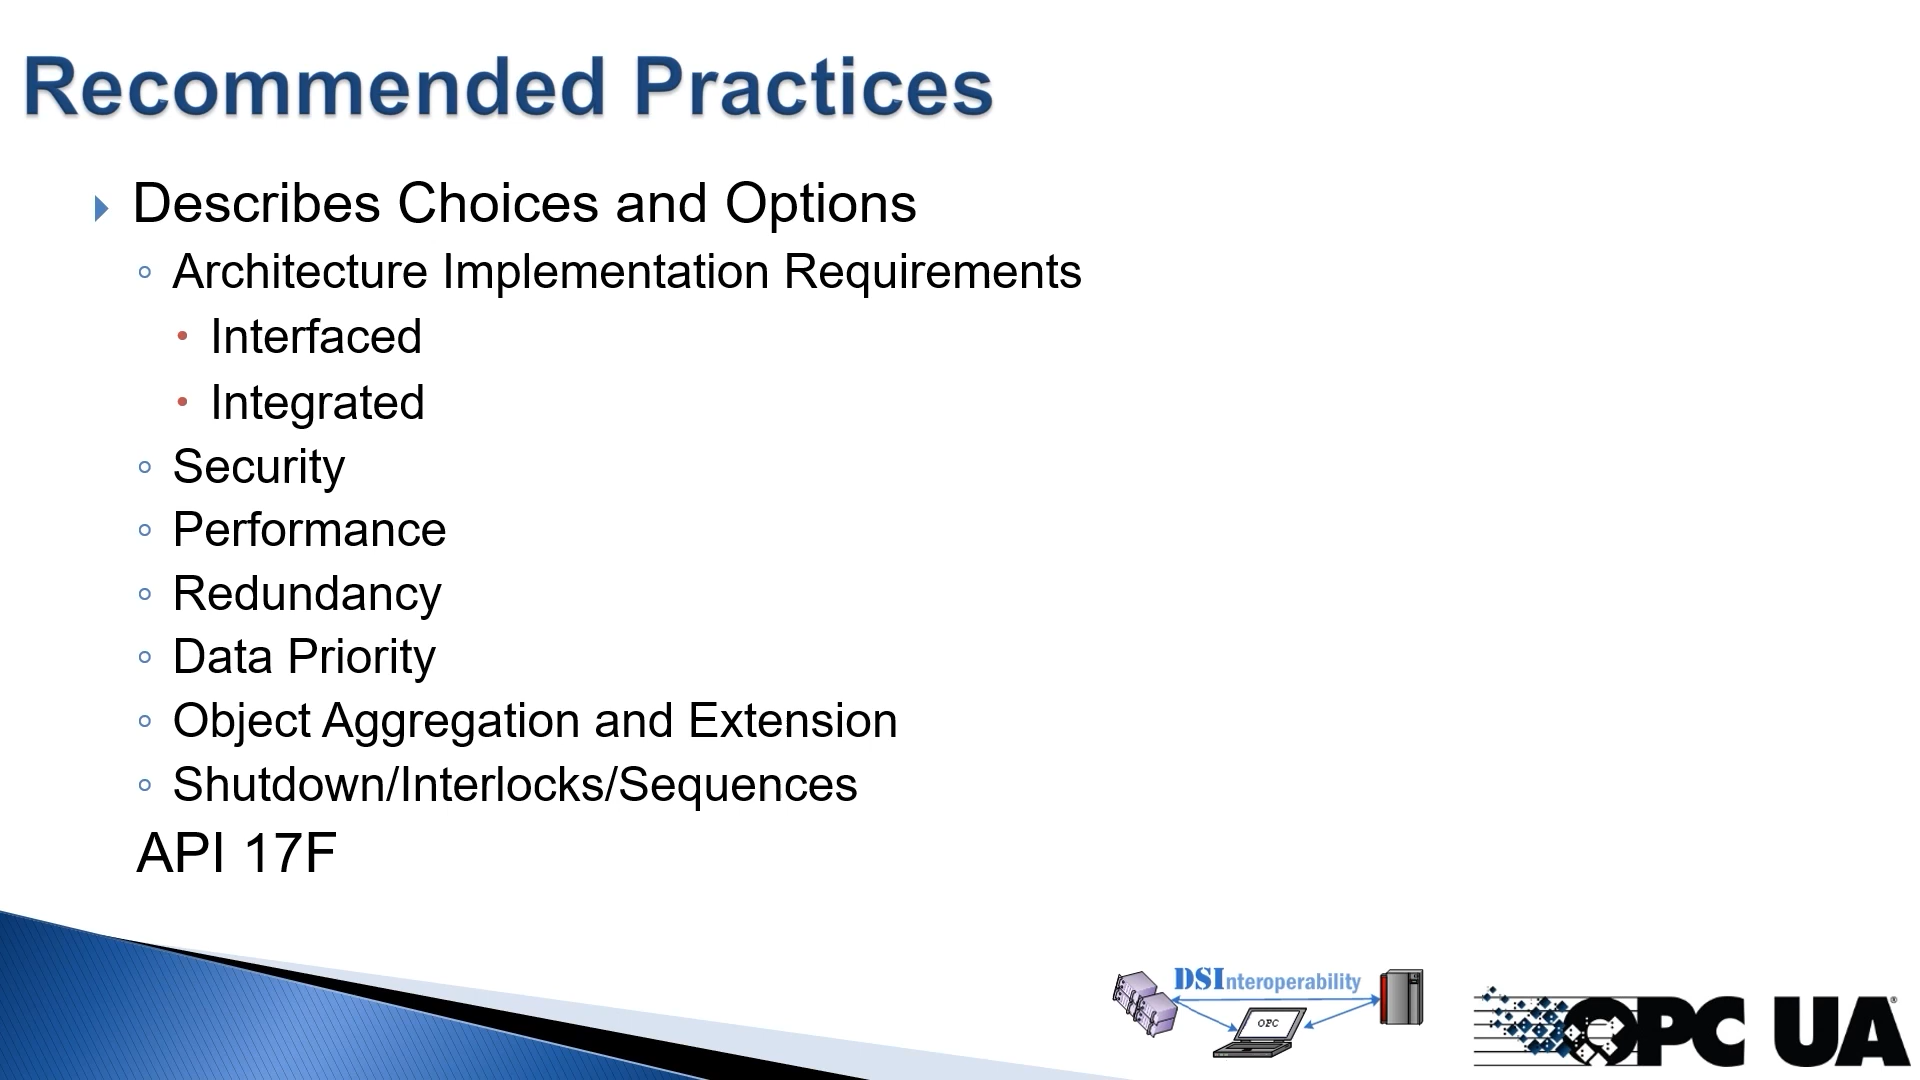 Recommended Practices
Describes Choices and Options
Architecture Implementation Requirements
Interfaced
Integrated
Security
Performance
Redundancy
Data Priority
Object Aggregation and Extension
Shutdown/Interlocks/Sequences
API 17F
DSInteroperability
OPC
OPC UA®